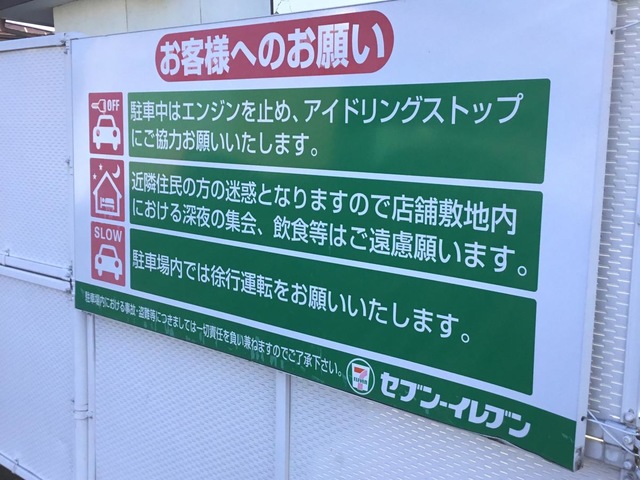 お客様へのお願い
OFF
駐車中はエンジンを止め、アイドリングストップ
にご協力お願いいたします。
近隣住民の方の迷惑となりますので店舗敷地内
における深夜の集会、飲食等はご遠慮願います。
SLOW
駐車場内では徐行運転をお願いいたします。
駐車場内における事故・盗難等につきましては一切責任を負い兼ねますのでご了承下さい。
7
ELEVEN
セブン-イレブン